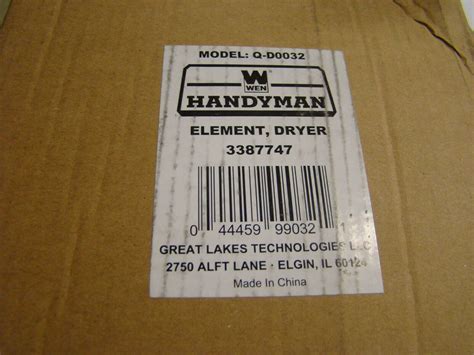 MODEL: Q-D0032
W
WEN
HANDYMAN
ELEMENT, DRYER
3387747
0 44459 99032
GREAT LAKES TECHNOLOGIES LLC
2750 ALFT LANE - ELGIN, IL 60124
Made In China